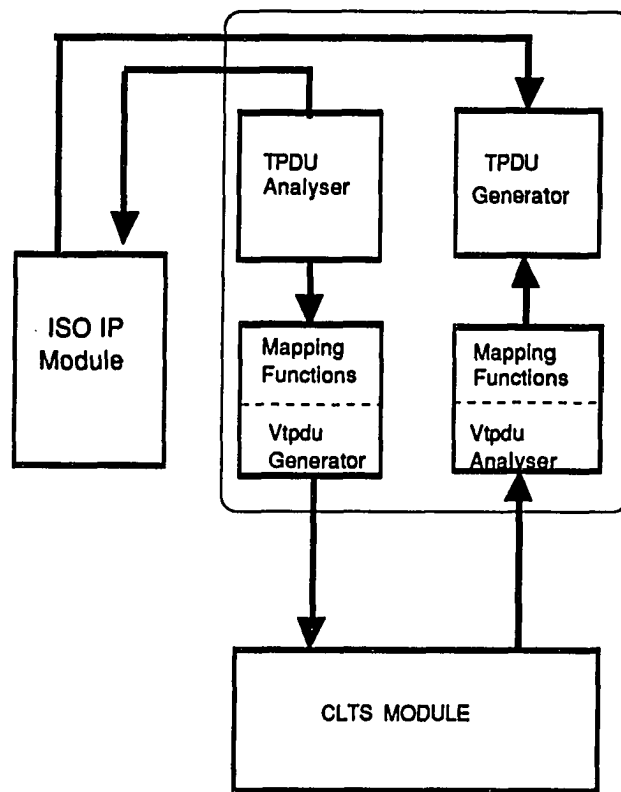 TPDU
Analyser
TPDU
Generator
ISO IP
Module
Mapping
Functions
Vtpdu
Generator
Mapping
Functions
Vtpdu
Analyser
CLTS MODULE